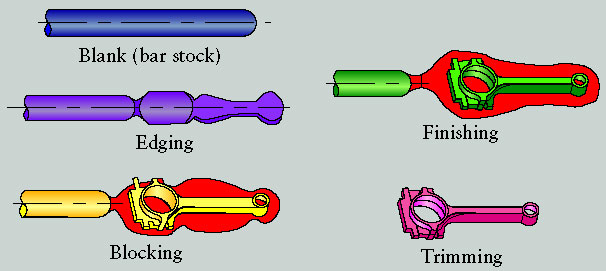 Blank (bar stock)
Edging
Blocking
Finishing
Trimming